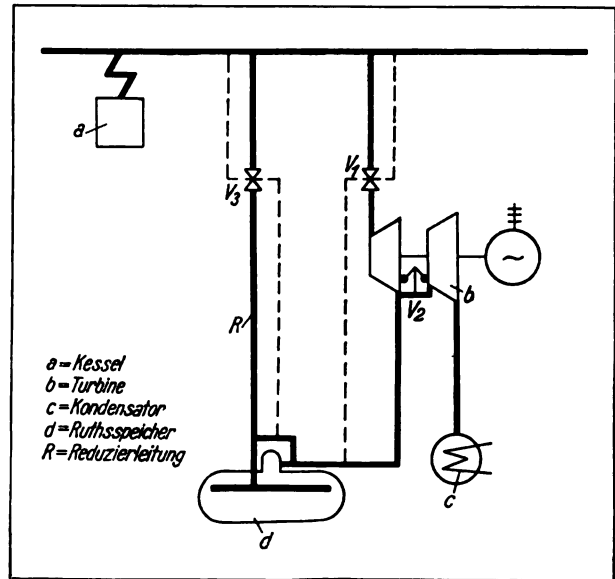 a
V3
V1
b
V2
R
a = Kessel
b = Turbine
c = Kondensator
d = Ruthsspeicher
R = Reduzierleitung
c
d
~